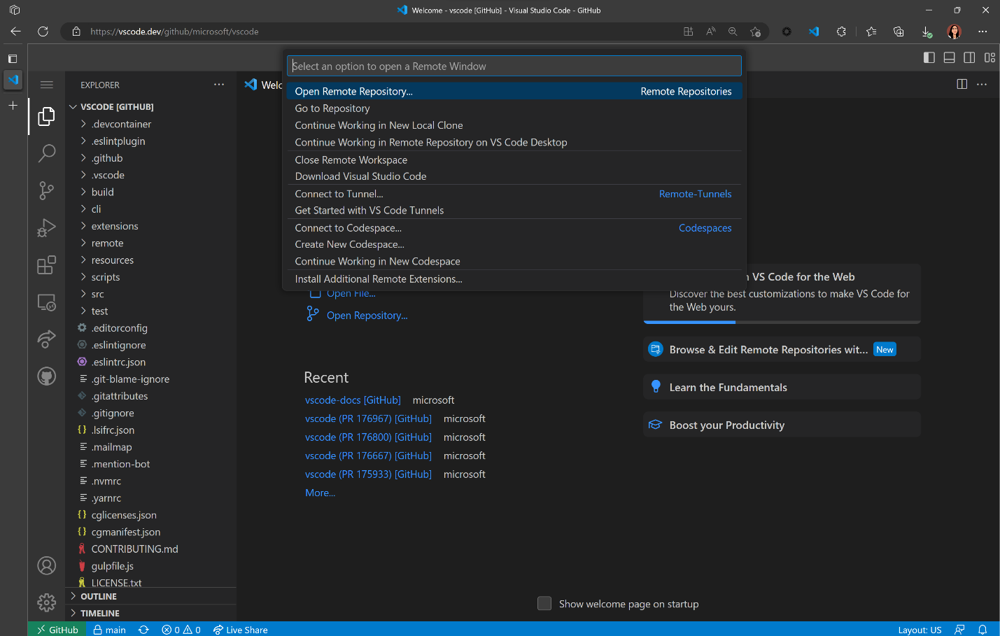 Welcome - vscode [GitHub] - Visual Studio Code - GitHub
https://vscode.dev/github/microsoft/vscode
Select an option to open a Remote Window
Open Remote Repository... Remote Repositories
Go to Repository
Continue Working in New Local Clone
Continue Working in Remote Repository on VS Code Desktop
Close Remote Workspace
Download Visual Studio Code
Connect to Tunnel... Remote-Tunnels
Get Started with VS Code Tunnels
Connect to Codespace... Codespaces
Create New Codespace...
Continue Working in New Codespace
Install Additional Remote Extensions...
EXPLORER
VSCODE [GITHUB]
.devcontainer
.eslintplugin
.github
.vscode
build
cli
extensions
remote
resources
scripts
src
test
.editorconfig
.eslintignore
.eslintrc.json
.git-blame-ignore
.gitattributes
.gitignore
.lsifrc.json
.mailmap
.mention-bot
.nvmrc
.yarnrc
cglicenses.json
cgmanifest.json
CONTRIBUTING.md
gulpfile.js
LICENSE.txt
OUTLINE
TIMELINE
Open File...
Open Repository...
Recent
vscode-docs [GitHub] microsoft
vscode (PR 176967) [GitHub] microsoft
vscode (PR 176800) [GitHub] microsoft
vscode (PR 176667) [GitHub] microsoft
vscode (PR 175933) [GitHub] microsoft
More...
VS Code for the Web
Discover the best customizations to make VS Code for
the Web yours.
Browse & Edit Remote Repositories wit... New
Learn the Fundamentals
Boost your Productivity
Show welcome page on startup
GitHub main 0 0 Live Share
Layout: US